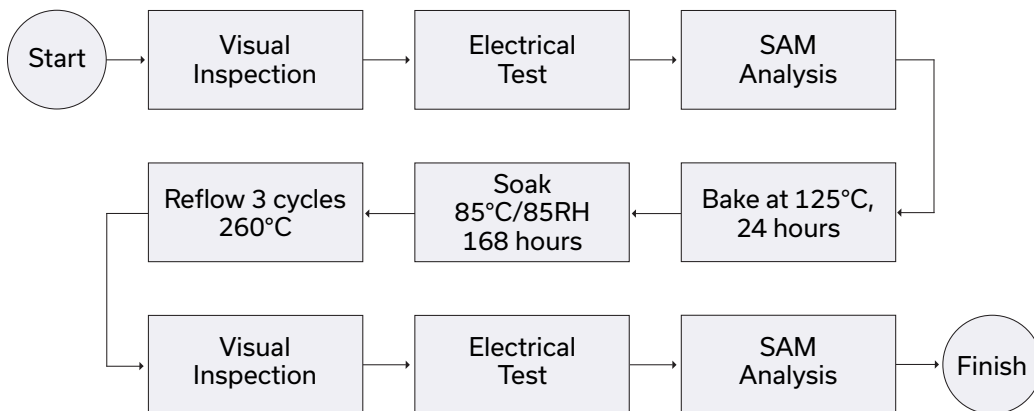 Start
Visual
Inspection
Electrical
Test
SAM
Analysis
Bake at 125°C,
24 hours
Soak
85°C/85RH
168 hours
Reflow 3 cycles
260°C
Visual
Inspection
Electrical
Test
SAM
Analysis
Finish